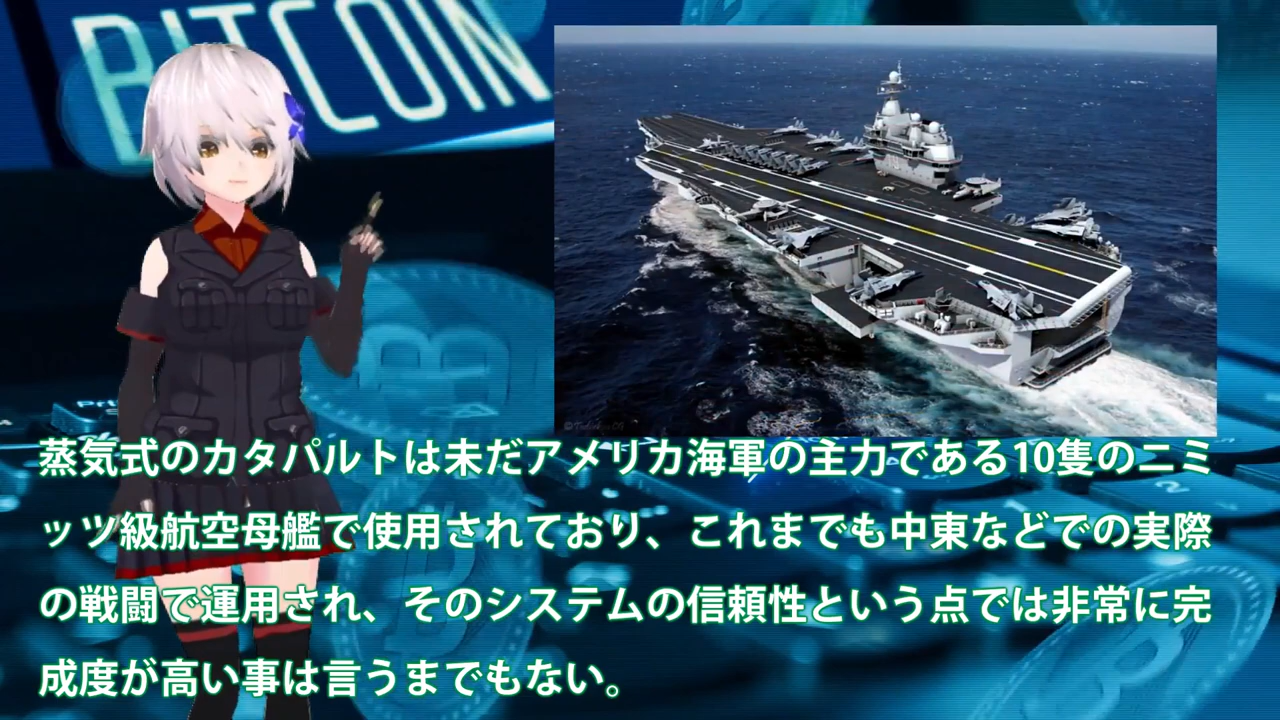 BITCOIN
蒸気式のカタパルトは未だアメリカ海軍の主力である10隻のニミ
ッツ級航空母艦で使用されており、これまでも中東などでの実際
の戦闘で運用され、そのシステムの信頼性という点では非常に完
成度が高い事は言うまでもない。